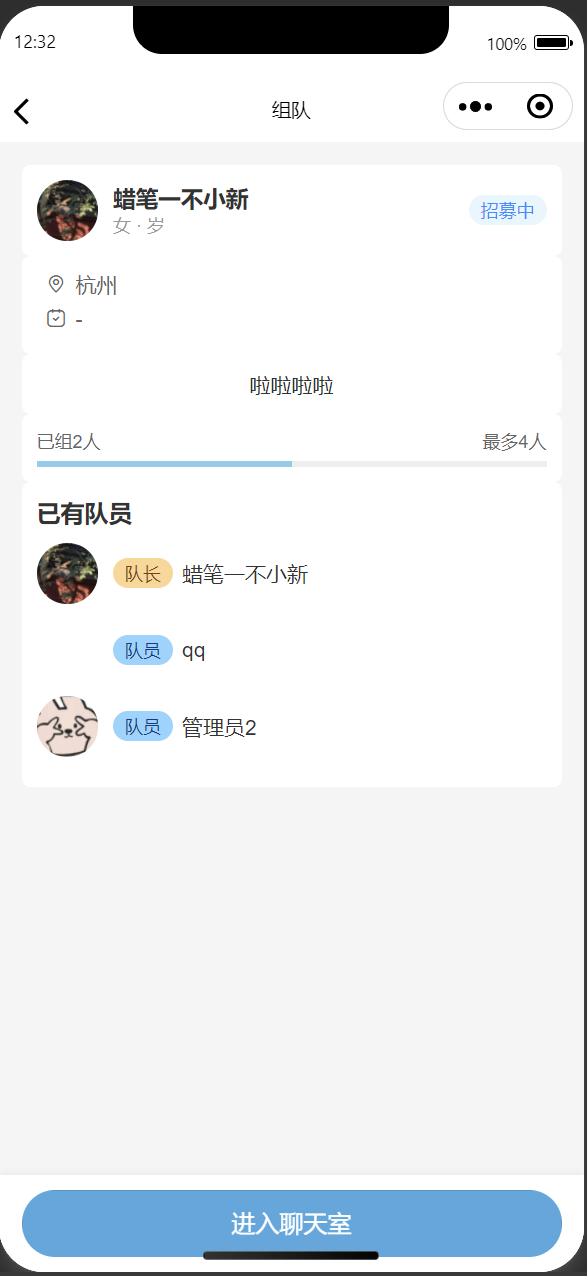 12:32
100%
组队
蜡笔一不小新
招募中
女 · 岁
杭州
-
啦啦啦啦
已组2人
最多4人
已有队员
队长 蜡笔一不小新
队员 qq
队员 管理员2
进入聊天室